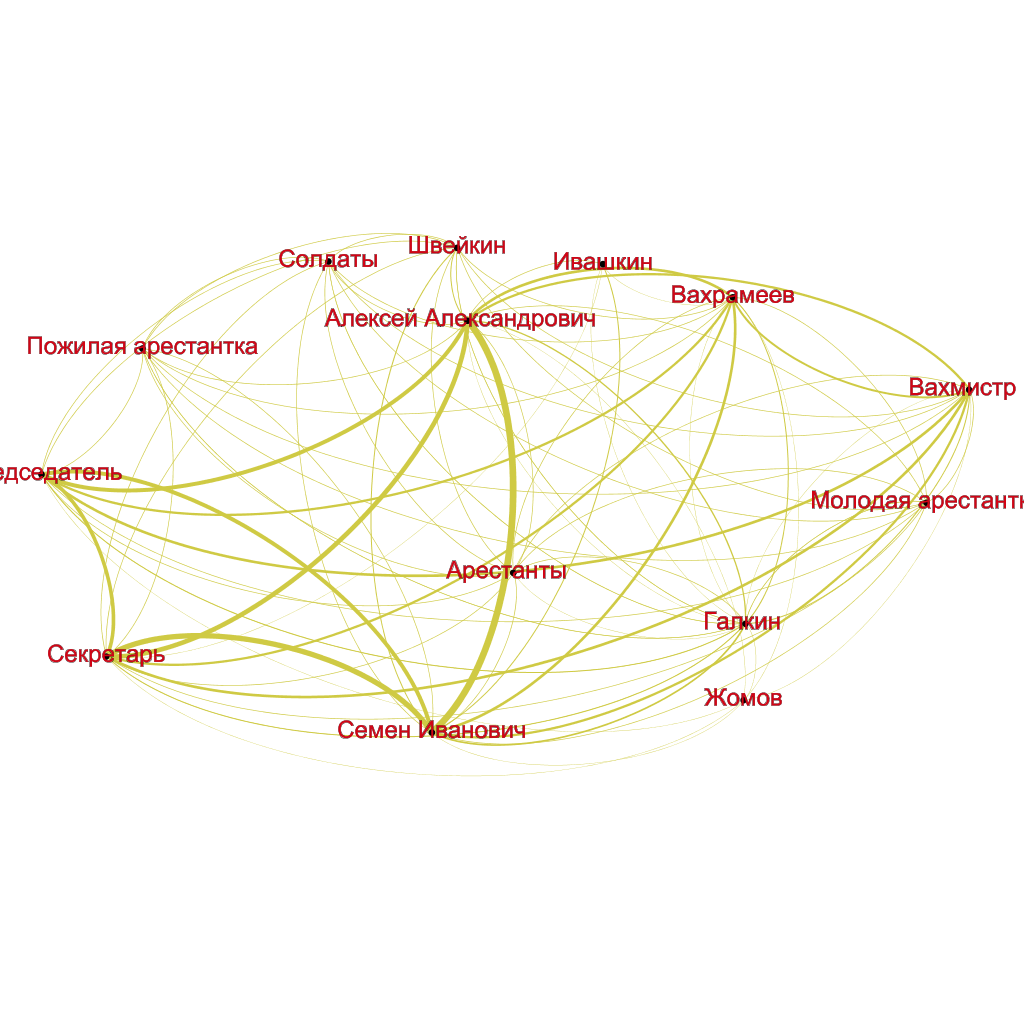 Швейкин
Солдаты
Ивашкин
Вахрамеев
Алексей Александрович
Пожилая арестантка
Вахмистр
едседатель
Молодая арестантк
Арестанты
Галкин
Секретарь
Жомов
Семен Иванович